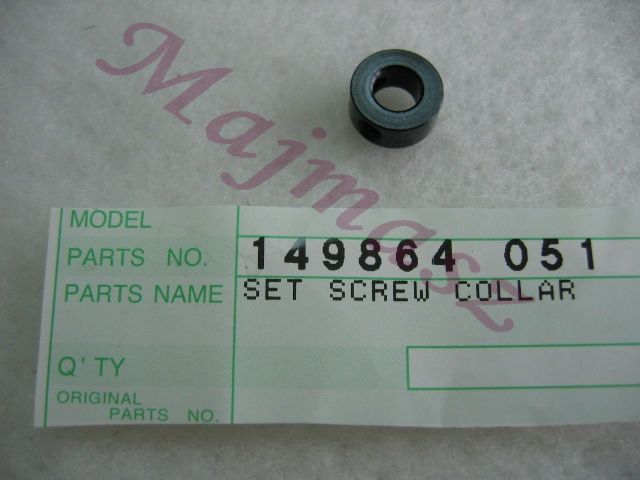 Majmasz
MODEL
PARTS NO. 149864 051
PARTS NAME SET SCREW COLLAR
Q'TY
ORIGINAL
PARTS NO.